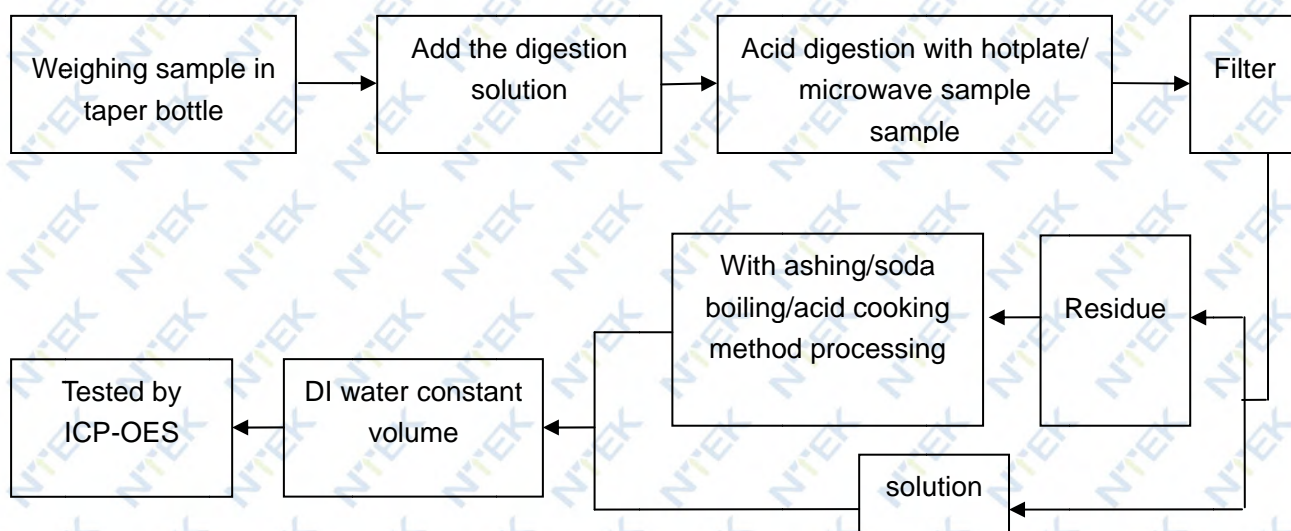 Weighing sample in
taper bottle
Add the digestion
solution
Acid digestion with hotplate/
microwave sample
sample
Filter
With ashing/soda
boiling/acid cooking
method processing
Residue
Tested by
ICP-OES
DI water constant
volume
solution
NTEK